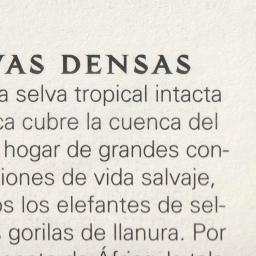 VAS DENSAS
a selva tropical intacta
ca cubre la cuenca del
hogar de grandes con-
iones de vida salvaje,
os los elefantes de sel-
gorilas de llanura. Por
África